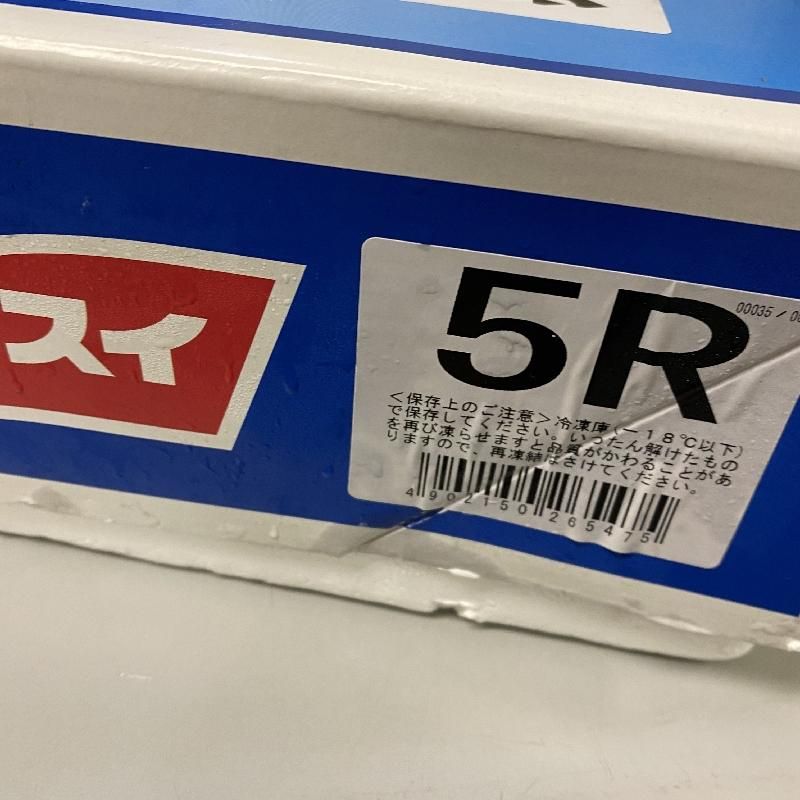 スイ
5R
00035 / 00
<保存上のご注意>冷凍庫(－18℃以下)
で保存してください。いったん解けたもの
を再び凍らせますと品質がかわることがあ
りますので、再凍結はさけてください。
4902150265475